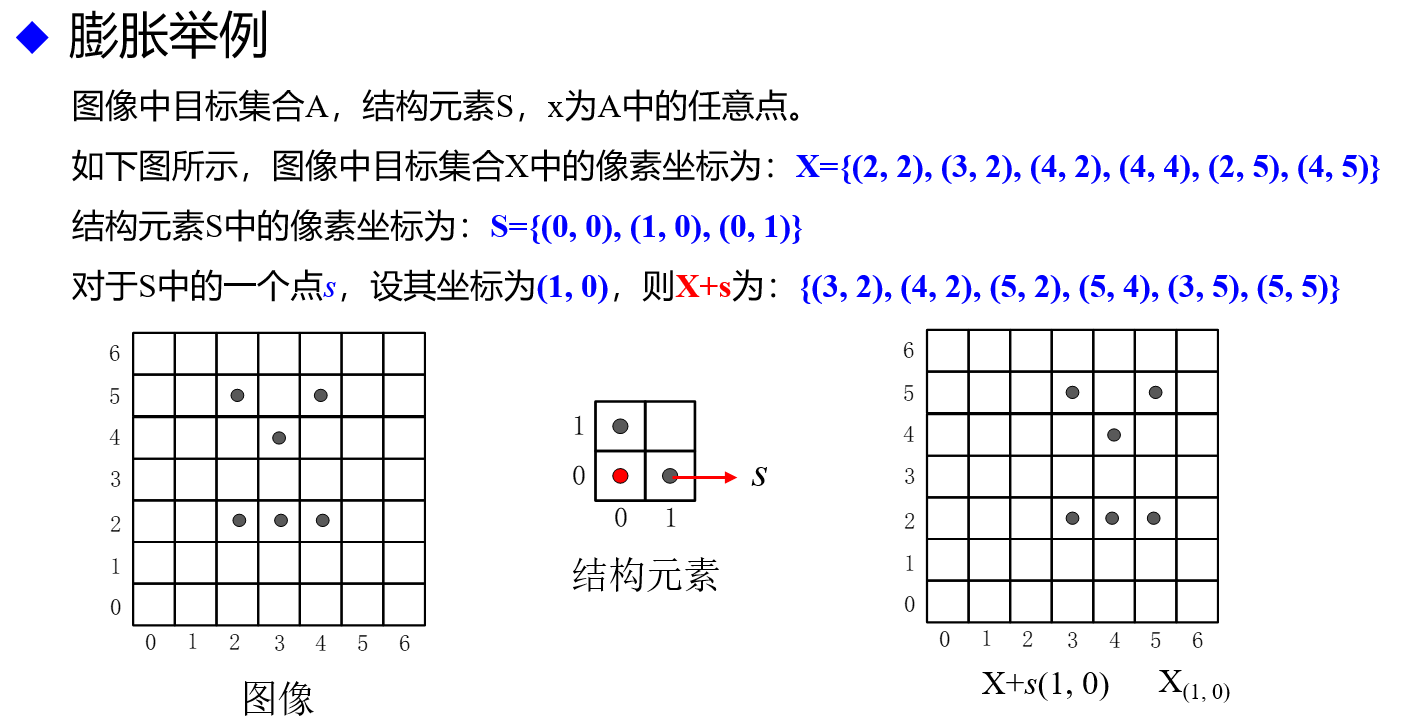 膨胀举例
图像中目标集合A，结构元素S，x为A中的任意点。
如下图所示，图像中目标集合X中的像素坐标为：X={(2, 2), (3, 2), (4, 2), (4, 4), (2, 5), (4, 5)}
结构元素S中的像素坐标为：S={(0, 0), (1, 0), (0, 1)}
对于S中的一个点s，设其坐标为(1, 0)，则X+s为：{(3, 2), (4, 2), (5, 2), (5, 4), (3, 5), (5, 5)}
6
5
4
3
2
1
0
0 1 2 3 4 5 6
图像
1
0
0 1
s
结构元素
6
5
4
3
2
1
0
0 1 2 3 4 5 6
X+s(1, 0) X(1, 0)